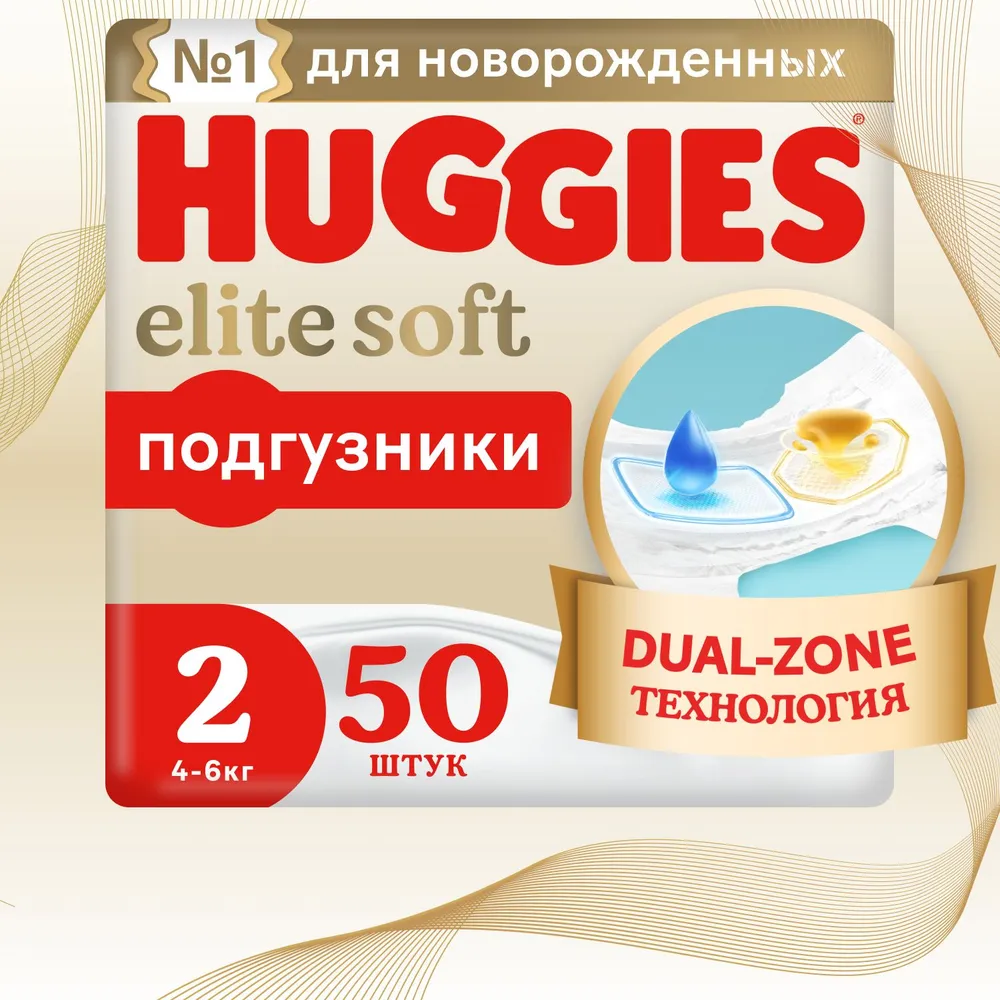 №1 для новорожденных
HUGGIES®
elite soft
подгузники
2
4-6кг
50
ШТУК
DUAL-ZONE
ТЕХНОЛОГИЯ